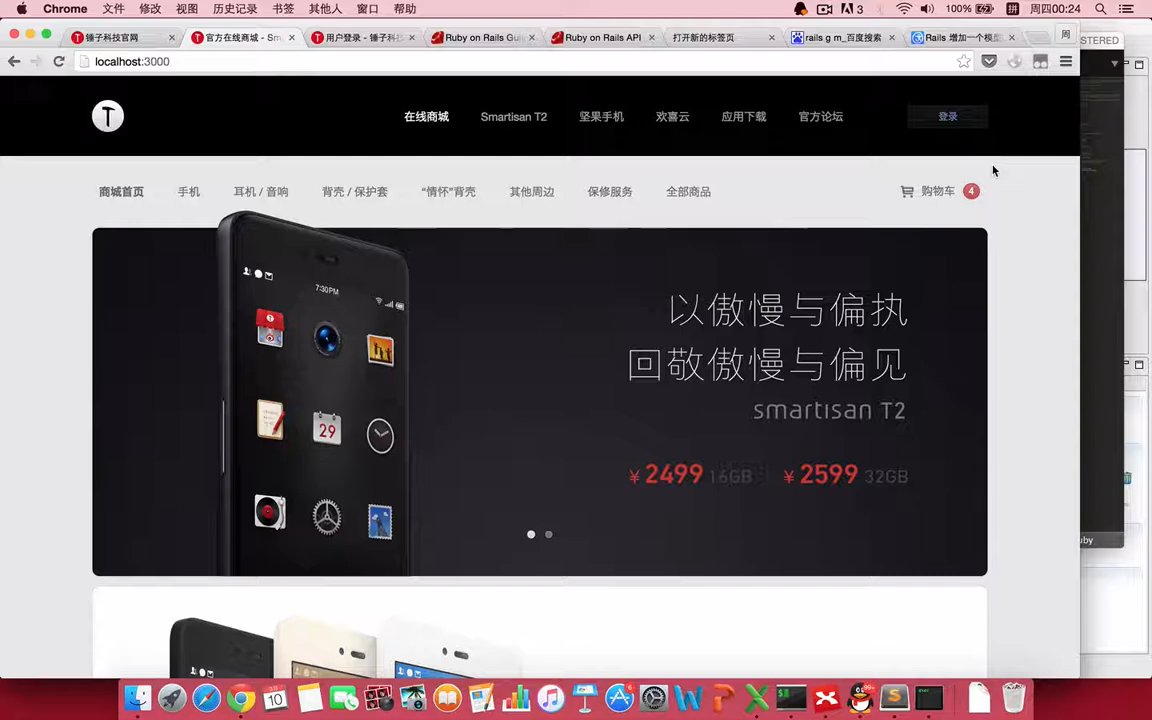 Chrome 文件 修改 视图 历史记录 书签 其他人 窗口 帮助
3 100% 拼 周四00:24
锤子科技官网 官方在线商城 - Sm 用户登录 - 锤子科 Ruby on Rails Gui Ruby on Rails API 打开新的标签页 rails g m_百度搜索 Rails 增加一个模型 周 STERED
localhost:3000
在线商城 Smartisan T2 坚果手机 欢喜云 应用下载 官方论坛 登录
商城首页 手机 耳机 / 音响 背壳 / 保护套 “情怀”背壳 其他周边 保修服务 全部商品 购物车 4
7:30PM
以傲慢与偏执
回敬傲慢与偏见
smartisan T2
29
¥2499 16GB ¥2599 32GB
uby
10